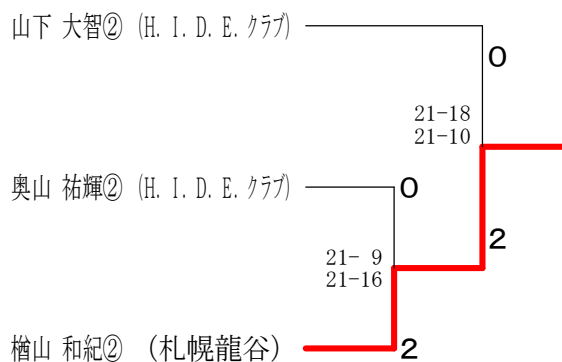 山下 大智② (H. I. D. E. クラブ)
0
21-18
21-10
奥山 祐輝② (H. I. D. E. クラブ)
0
2
21- 9
21-16
楢山 和紀② (札幌龍谷)
2